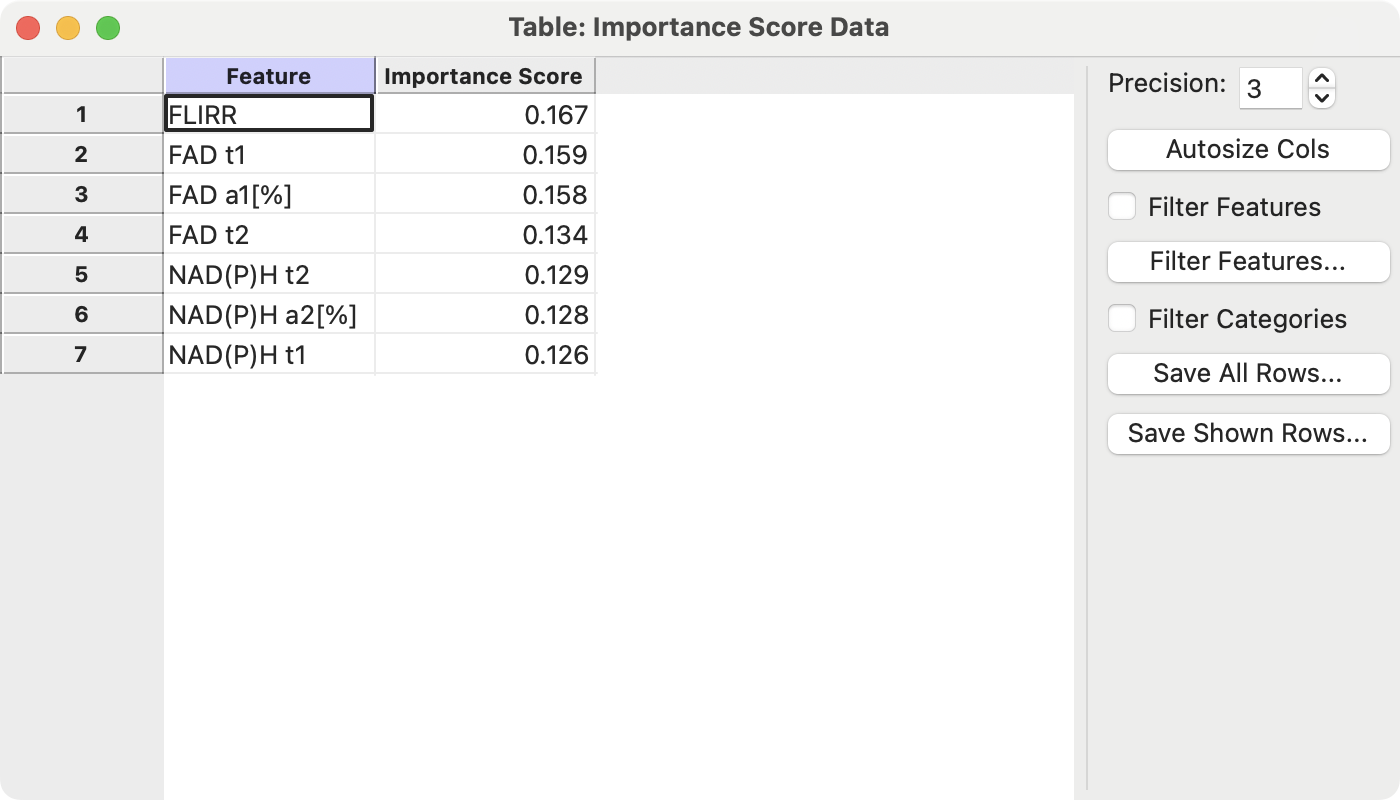 Table: Importance Score Data
Feature Importance Score
1 FLIRR 0.167
2 FAD t1 0.159
3 FAD a1[%] 0.158
4 FAD t2 0.134
5 NAD(P)H t2 0.129
6 NAD(P)H a2[%] 0.128
7 NAD(P)H t1 0.126
Precision: 3
Autosize Cols
Filter Features
Filter Features...
Filter Categories
Save All Rows...
Save Shown Rows...